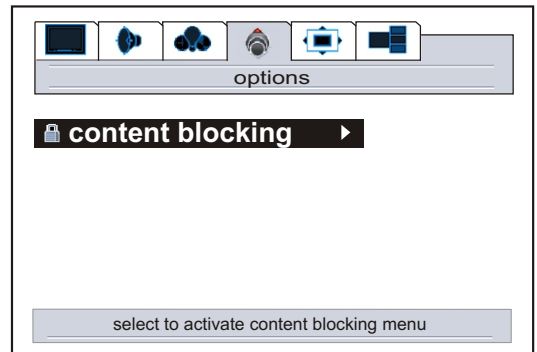 options
content blocking
select to activate content blocking menu